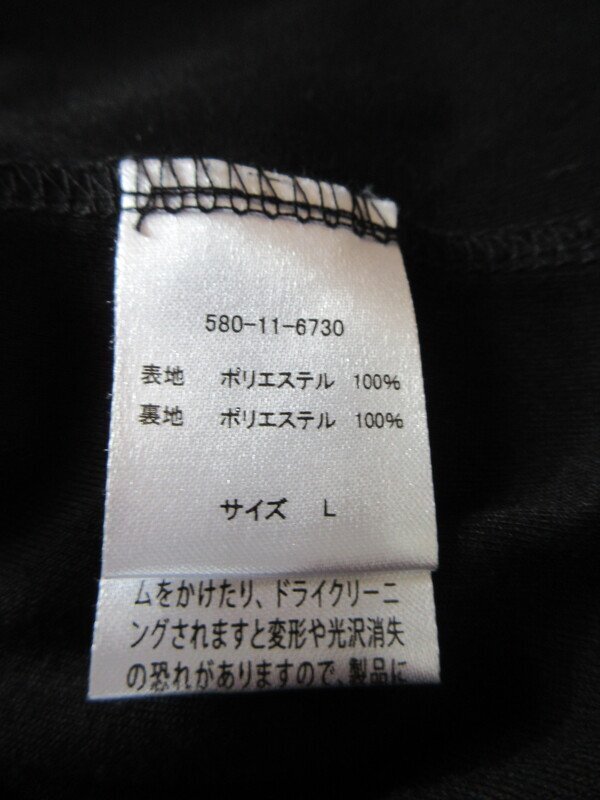 580-11-6730
表地 ポリエステル 100%
裏地 ポリエステル 100%
サイズ L
ムをかけたり、ドライクリーニ
ングされますと変形や光沢消失
の恐れがありますので、製品に